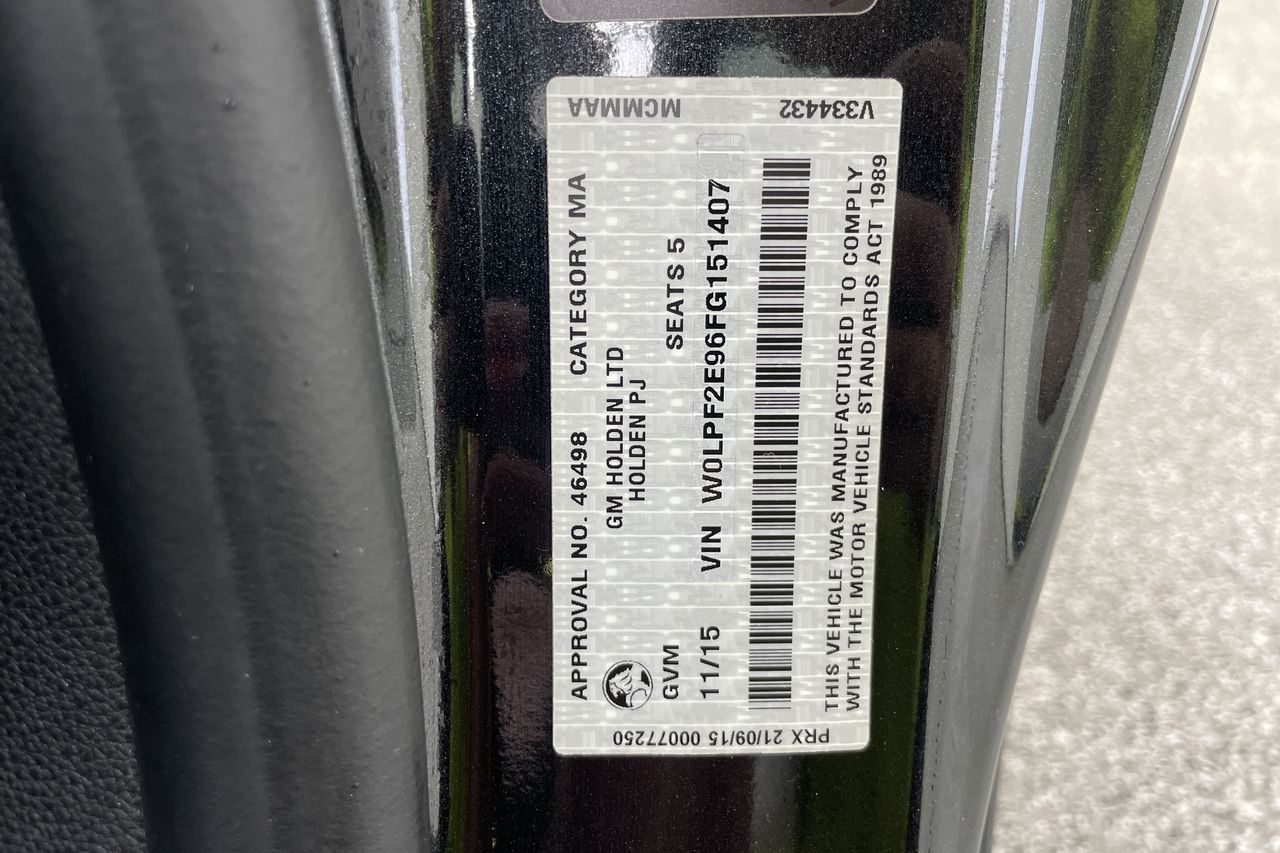 MCMMAA V334432
APPROVAL NO. 46498 CATEGORY MA
GM HOLDEN LTD
HOLDEN PJ
GVM SEATS 5
11/15 VIN W0LPF2E96FG151407
THIS VEHICLE WAS MANUFACTURED TO COMPLY
WITH THE MOTOR VEHICLE STANDARDS ACT 1989
PRX 21/09/15 00077250